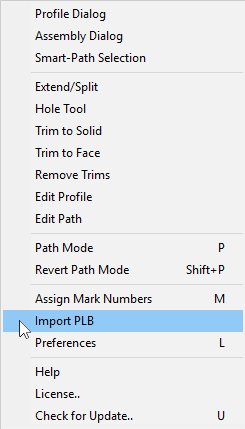 Profile Dialog
Assembly Dialog
Smart-Path Selection
Extend/Split
Hole Tool
Trim to Solid
Trim to Face
Remove Trims
Edit Profile
Edit Path
Path Mode P
Revert Path Mode Shift+P
Assign Mark Numbers M
Import PLB
Preferences L
Help
License..
Check for Update.. U